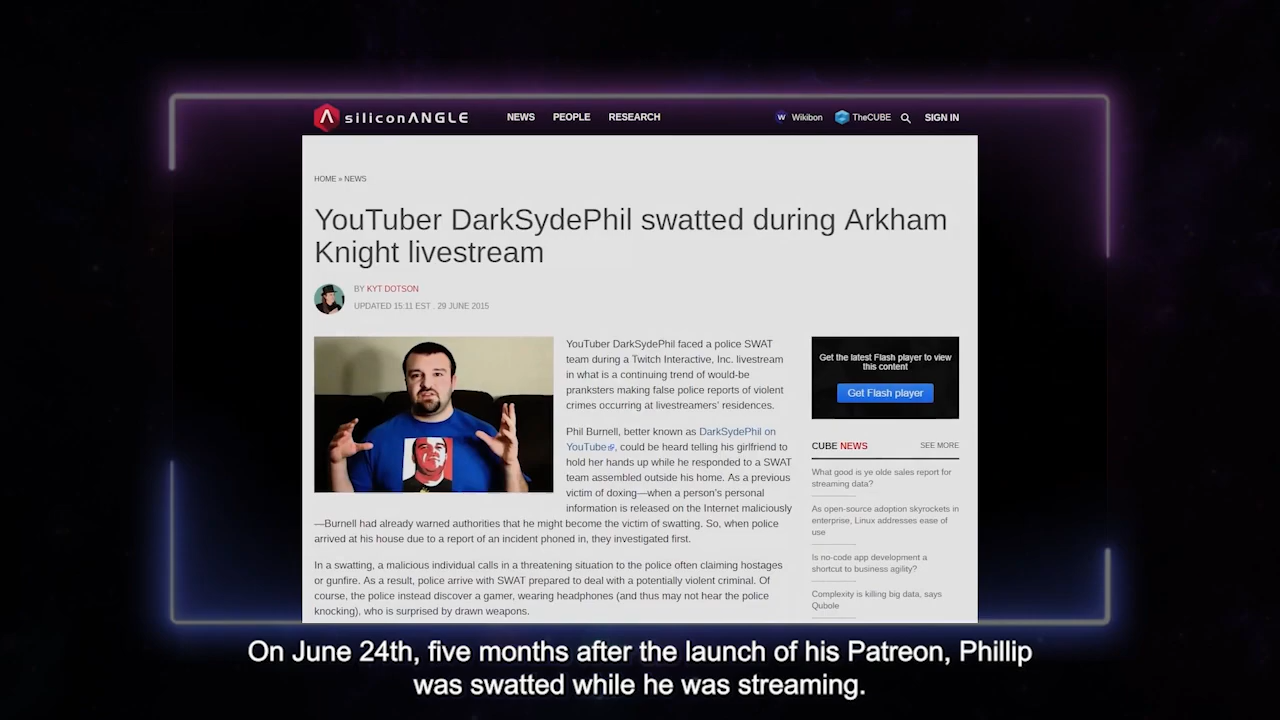 siliconANGLE NEWS PEOPLE RESEARCH Wikibon TheCUBE SIGN IN
HOME » NEWS
YouTuber DarkSydePhil swatted during Arkham
Knight livestream
BY KYT DOTSON
UPDATED 15:11 EST . 29 JUNE 2015
YouTuber DarkSydePhil faced a police SWAT
team during a Twitch Interactive, Inc. livestream
in what is a continuing trend of would-be
pranksters making false police reports of violent
crimes occurring at livestreamers' residences.
Phil Burnell, better known as DarkSydePhil on
YouTube, could be heard telling his girlfriend to
hold her hands up while he responded to a SWAT
team assembled outside his home. As a previous
victim of doxing—when a person's personal
information is released on the Internet maliciously
—Burnell had already warned authorities that he might become the victim of swatting. So, when police
arrived at his house due to a report of an incident phoned in, they investigated first.
In a swatting, a malicious individual calls in a threatening situation to the police often claiming hostages
or gunfire. As a result, police arrive with SWAT prepared to deal with a potentially violent criminal. Of
course, the police instead discover a gamer, wearing headphones (and thus may not hear the police
knocking), who is surprised by drawn weapons.
Get the latest Flash player to view
this content
Get Flash player
CUBE NEWS SEE MORE
What good is ye olde sales report for
streaming data?
As open-source adoption skyrockets in
enterprise, Linux addresses ease of
use
Is no-code app development a
shortcut to business agility?
Complexity is killing big data, says
Qubole
On June 24th, five months after the launch of his Patreon, Phillip
was swatted while he was streaming.